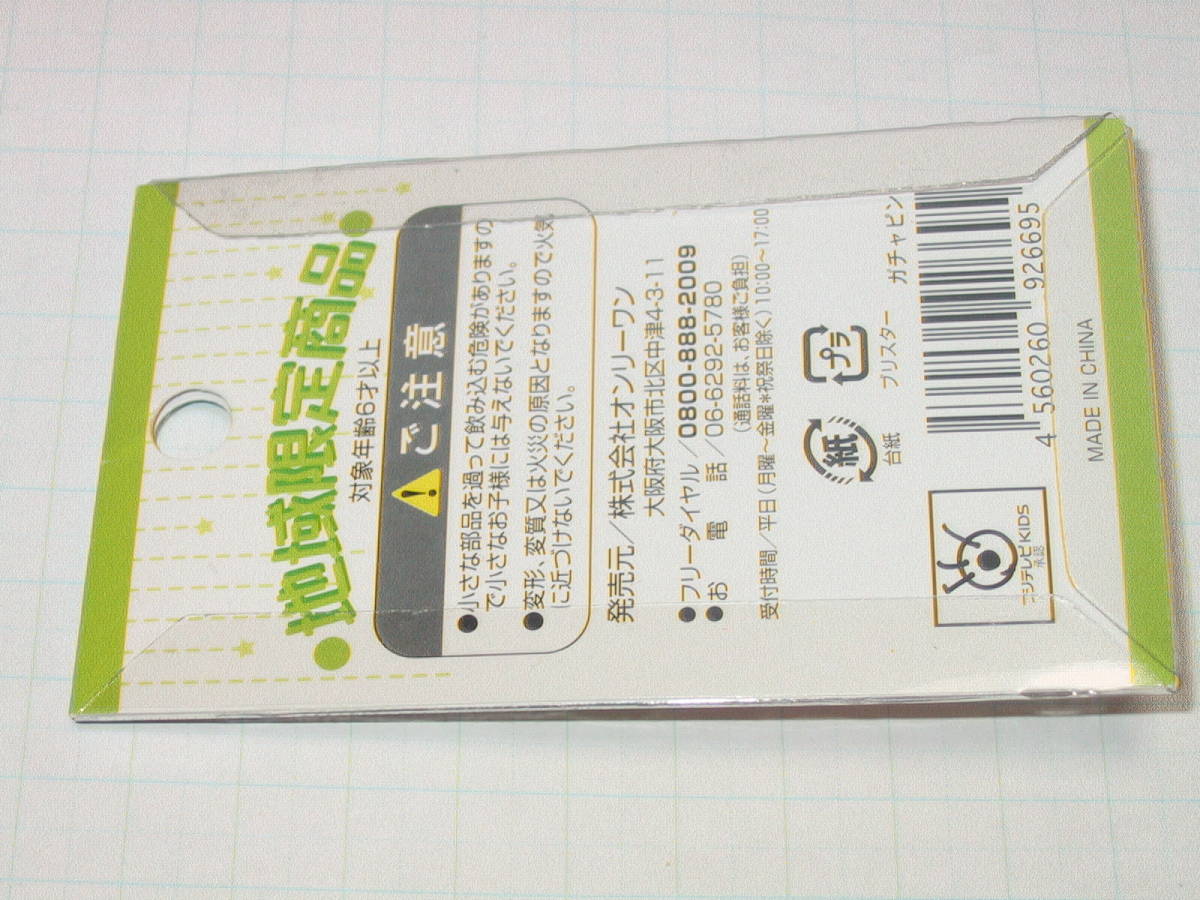 地域限定商品
対象年齢6才以上
ご注意
●小さな部品を過って飲み込む危険がありますの
で小さなお子様には与えないでください。
●変形、変質又は火災の原因となりますので火気
に近づけないでください。
発売元／株式会社オンリーワン
大阪府大阪市北区中津4-3-11
●フリーダイヤル／0800-888-2009
●お電話／06-6292-5780
（通話料は、お客様ご負担）
受付時間／平日（月曜～金曜*祝祭日除く）10:00～17:00
紙
台紙
プラ
ブリスター
ガチャピン
4 560260 926695
フジテレビKIDS
承認
MADE IN CHINA